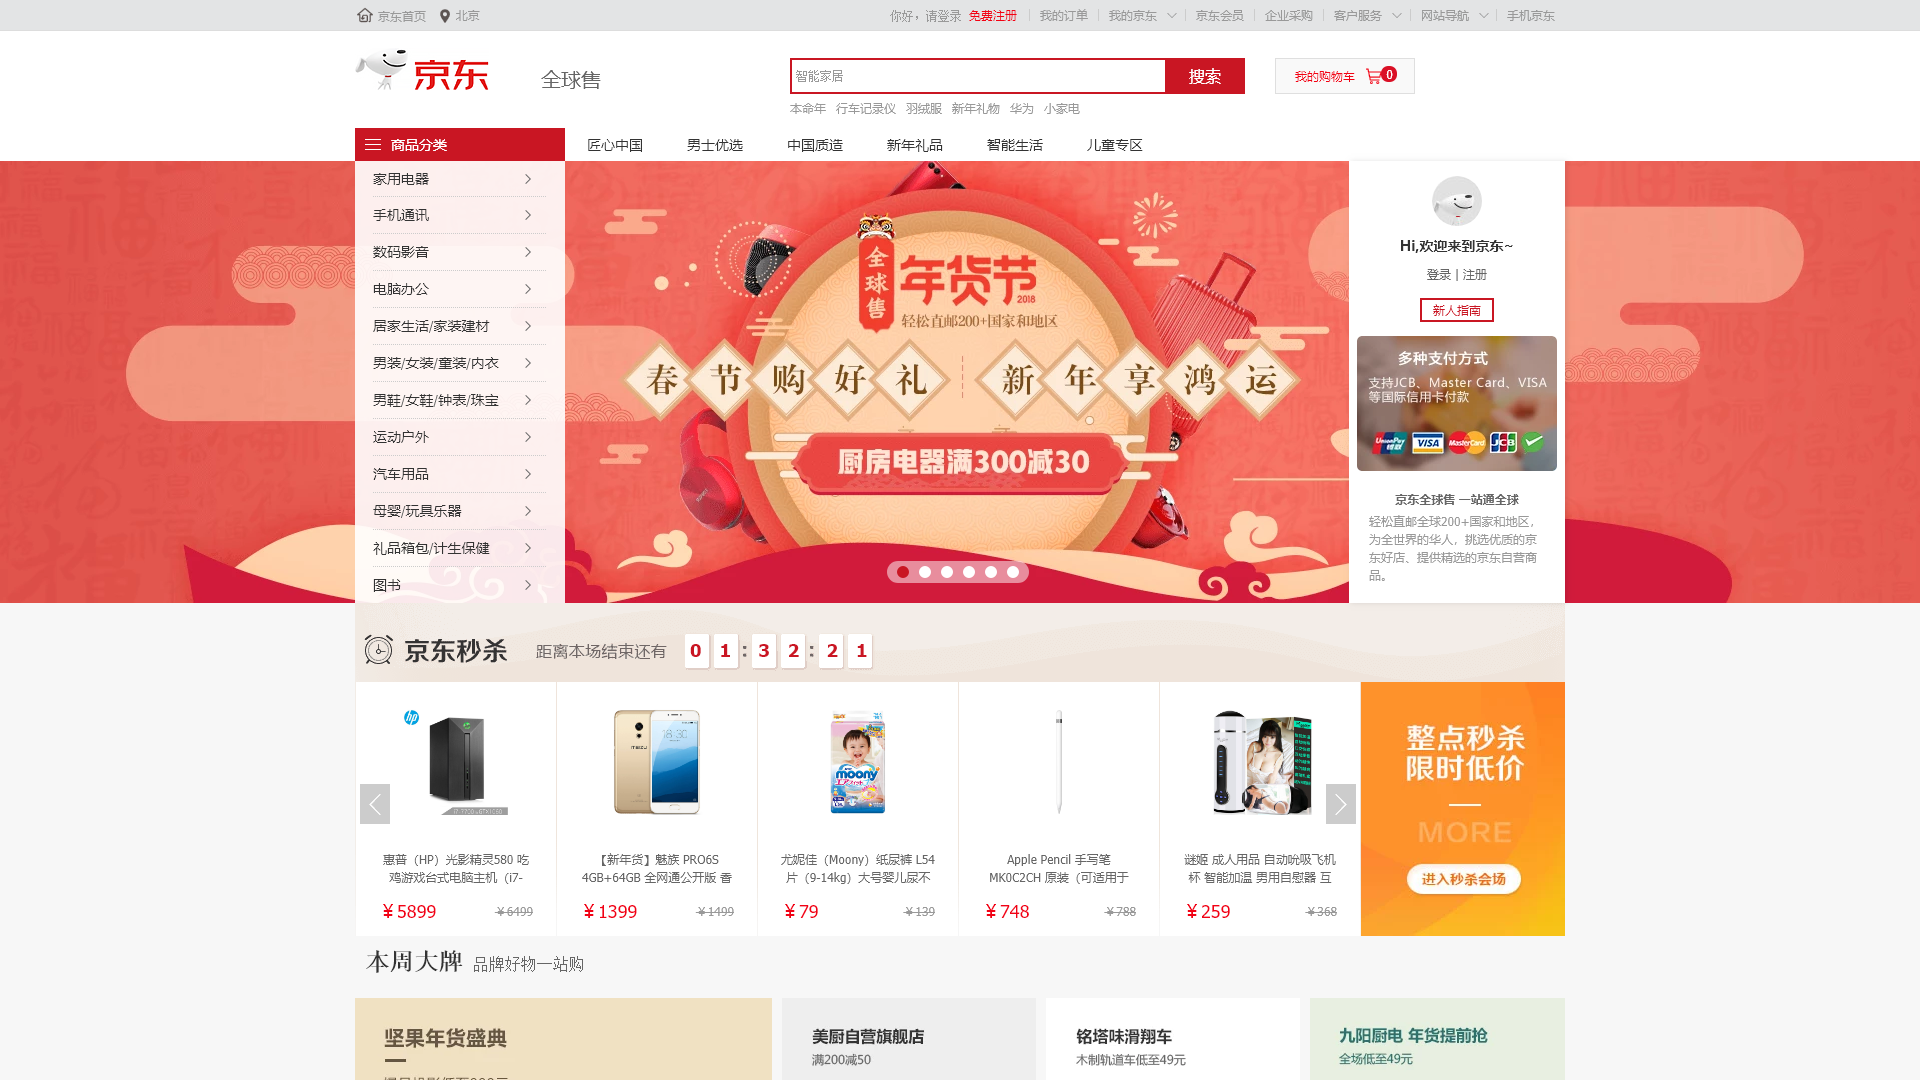 京东首页 北京
你好，请登录 免费注册 我的订单 我的京东 京东会员 企业采购 客户服务 网站导航 手机京东
京东 全球售
智能家居 搜索
我的购物车 0
本命年 行车记录仪 羽绒服 新年礼物 华为 小家电
商品分类 匠心中国 男士优选 中国质造 新年礼品 智能生活 儿童专区
家用电器
手机通讯
数码影音
电脑办公
居家生活/家装建材
男装/女装/童装/内衣
男鞋/女鞋/钟表/珠宝
运动户外
汽车用品
母婴/玩具乐器
礼品箱包/计生保健
图书
全球售
年货节
2018
轻松直邮200+国家和地区
春节购好礼 新年享鸿运
厨房电器满300减30
Hi,欢迎来到京东~
登录 | 注册
新人指南
多种支付方式
支持JCB、Master Card、VISA
等国际信用卡付款
UnionPay 银联 VISA MasterCard JCB
京东全球售 一站通全球
轻松直邮全球200+国家和地区，
为全世界的华人，挑选优质的京
东好店、提供精选的京东自营商
品。
京东秒杀 距离本场结束还有 01:32:21
hp
惠普（HP）光影精灵580 吃
鸡游戏台式电脑主机（i7-
¥5899 ¥6499
MEIZU
18:30
【新年货】魅族 PRO6S
4GB+64GB 全网通公开版 香
¥1399 ¥1499
moony
尤妮佳（Moony）纸尿裤 L54
片（9-14kg）大号婴儿尿不
¥79 ¥139
Apple Pencil 手写笔
MK0C2CH 原装（可适用于
¥748 ¥788
谜姬 成人用品 自动吮吸飞机
杯 智能加温 男用自慰器 互
¥259 ¥368
整点秒杀
限时低价
MORE
进入秒杀会场
本周大牌 品牌好物一站购
坚果年货盛典
美厨自营旗舰店
满200减50
铭塔味滑翔车
木制轨道车低至49元
九阳厨电 年货提前抢
全场低至49元